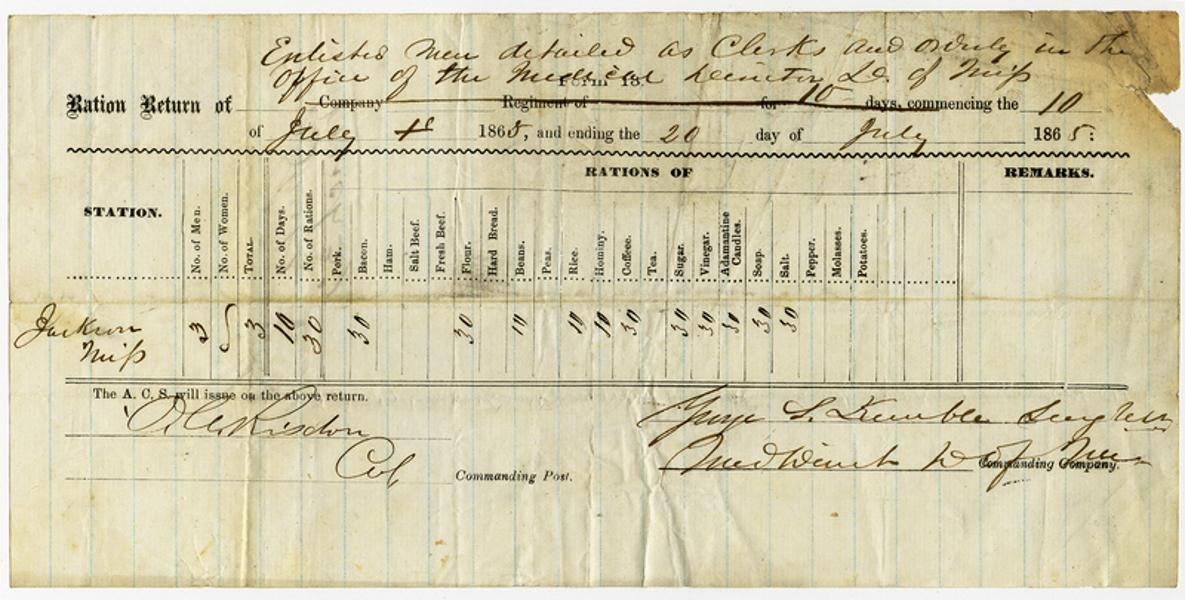 Enlisted Men detailed as Clerks and orderly in the
Office of the Medical Director De. of Miss
Form 13.
Ration Return of Company Regiment of for 10 days, commencing the 10
of July 1865, and ending the 20 day of July 1865:
RATIONS OF REMARKS.
STATION. No. of Men. No. of Women. TOTAL. No. of Days. No. of Rations. Pork. Bacon. Ham. Salt Beef. Fresh Beef. Flour. Hard Bread. Beans. Peas. Rice. Hominy. Coffee. Tea. Sugar. Vinegar. Adamantine Candles. Soap. Salt. Pepper. Molasses. Potatoes.
Jackson 3 3 10 30 30 30 10 10 10 30 30 30 30 30 30
Miss
The A. C. S. will issue on the above return.
Risdon George S. Kemble Surg
Col Commanding Post. Med Direct D of Miss Commanding Company.